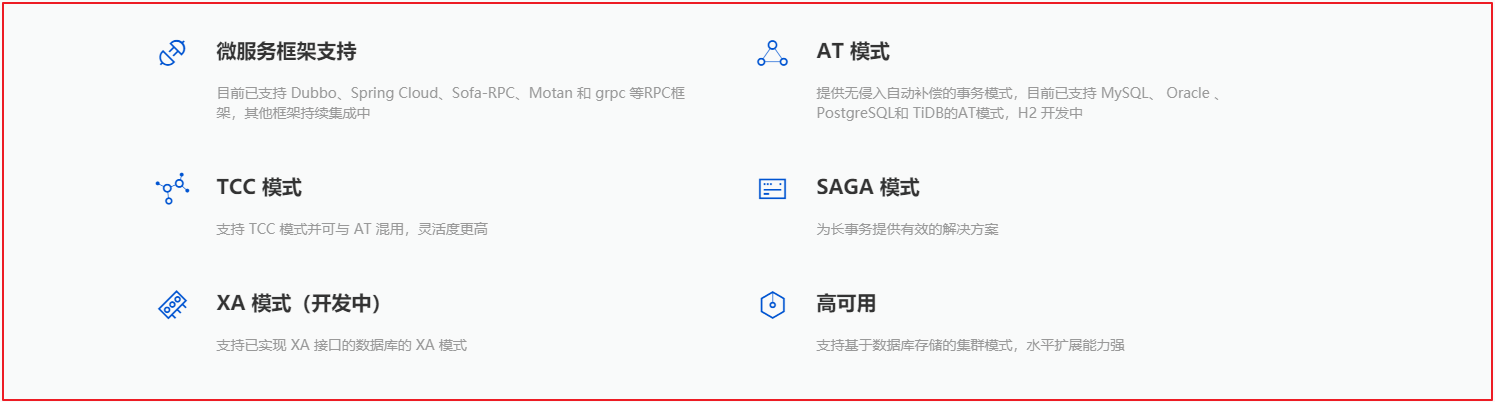 微服务框架支持
目前已支持 Dubbo、Spring Cloud、Sofa-RPC、Motan 和 grpc 等RPC框
架，其他框架持续集成中
AT 模式
提供无侵入自动补偿的事务模式，目前已支持 MySQL、 Oracle 、
PostgreSQL和 TiDB的AT模式，H2 开发中
TCC 模式
支持 TCC 模式并可与 AT 混用，灵活度更高
SAGA 模式
为长事务提供有效的解决方案
XA 模式（开发中）
支持已实现 XA 接口的数据库的 XA 模式
高可用
支持基于数据库存储的集群模式，水平扩展能力强